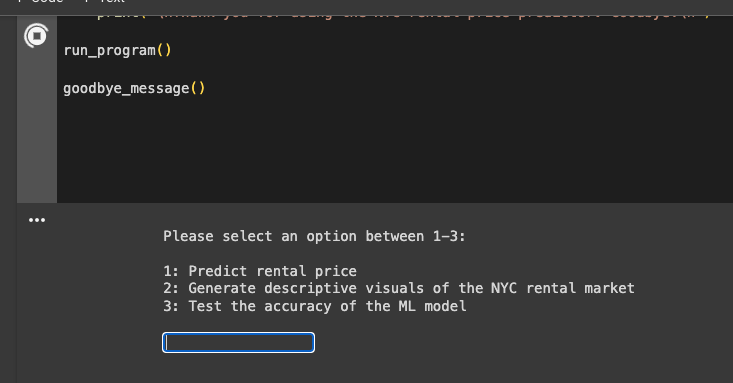 run_program()
goodbye_message()
Please select an option between 1-3:
1: Predict rental price
2: Generate descriptive visuals of the NYC rental market
3: Test the accuracy of the ML model